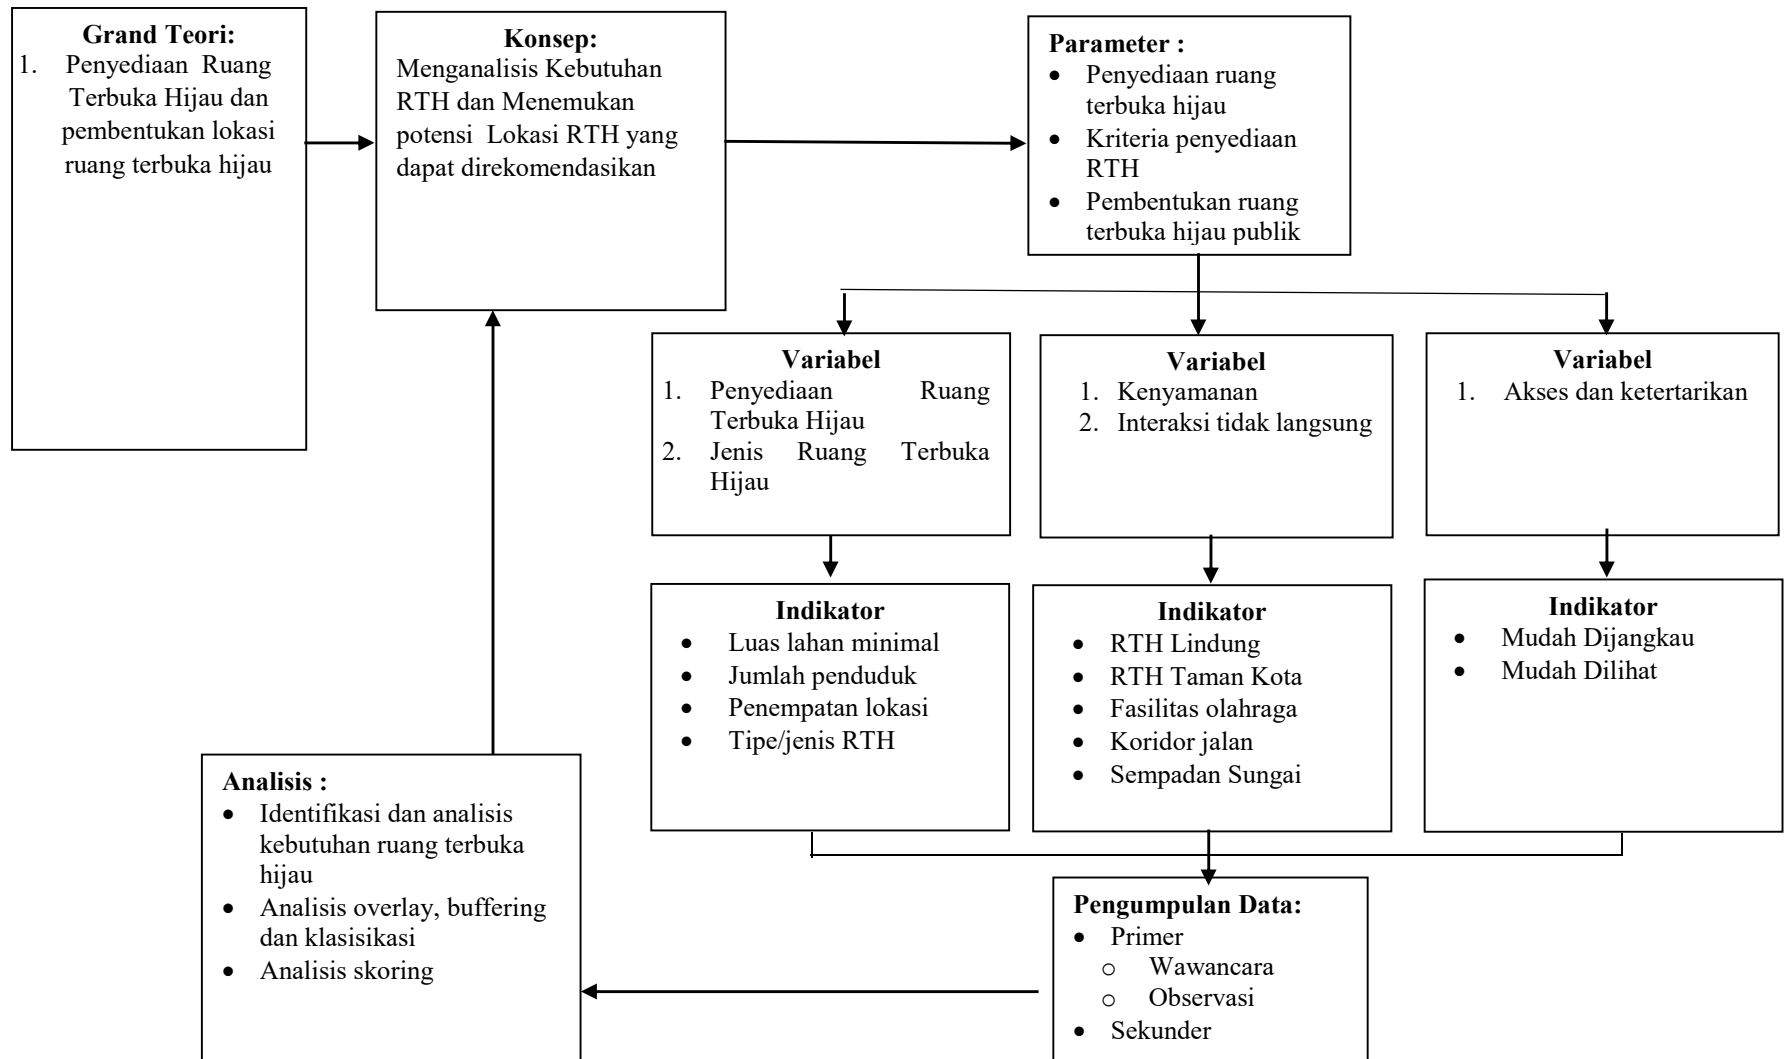 Grand Teori:
1. Penyediaan Ruang
Terbuka Hijau dan
pembentukan lokasi
ruang terbuka hijau
Konsep:
Menganalisis Kebutuhan
RTH dan Menemukan
potensi Lokasi RTH yang
dapat direkomendasikan
Parameter :
• Penyediaan ruang
terbuka hijau
• Kriteria penyediaan
RTH
• Pembentukan ruang
terbuka hijau publik
Variabel
1. Penyediaan Ruang
Terbuka Hijau
2. Jenis Ruang Terbuka
Hijau
Variabel
1. Kenyamanan
2. Interaksi tidak langsung
Variabel
1. Akses dan ketertarikan
Indikator
• Luas lahan minimal
• Jumlah penduduk
• Penempatan lokasi
• Tipe/jenis RTH
Indikator
• RTH Lindung
• RTH Taman Kota
• Fasilitas olahraga
• Koridor jalan
• Sempadan Sungai
Indikator
• Mudah Dijangkau
• Mudah Dilihat
Pengumpulan Data:
• Primer
o Wawancara
o Observasi
• Sekunder
Analisis :
• Identifikasi dan analisis
kebutuhan ruang terbuka
hijau
• Analisis overlay, buffering
dan klasisikasi
• Analisis skoring